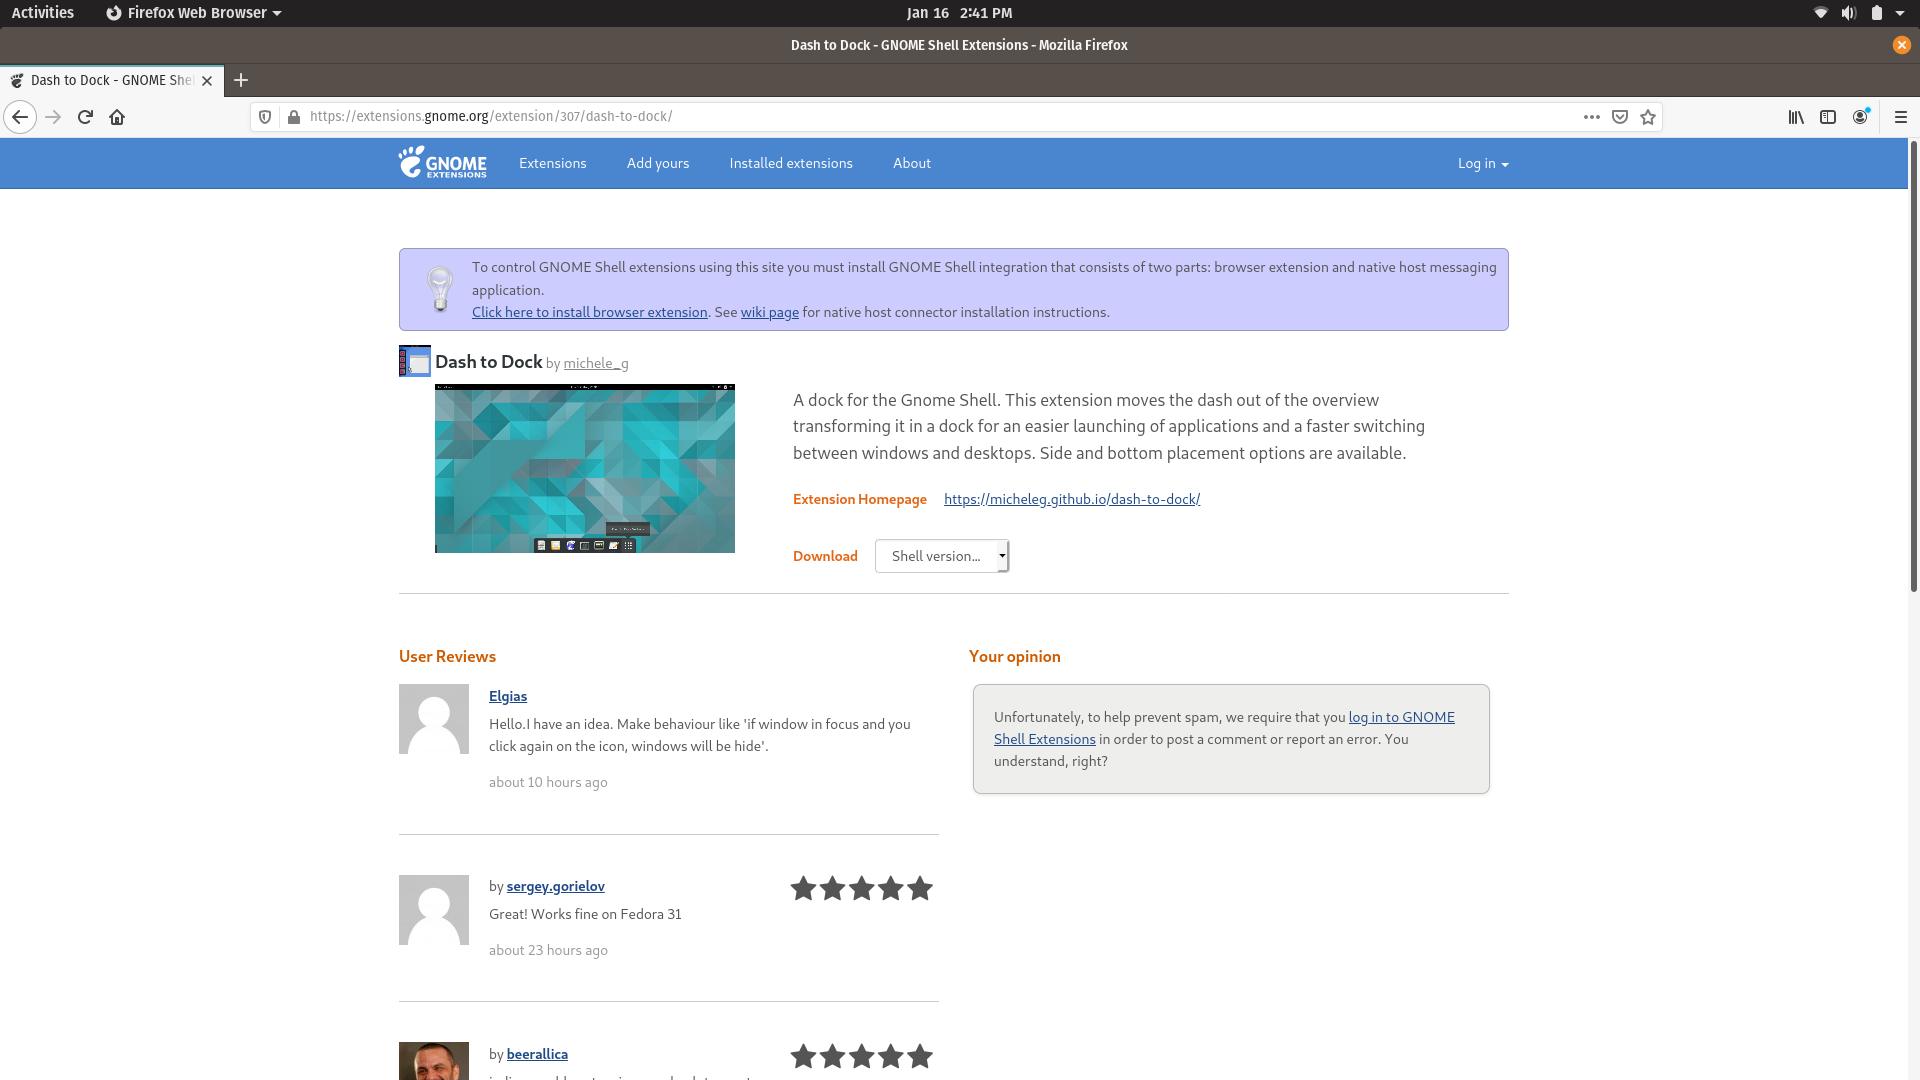 Activities
Firefox Web Browser
Jan 16 2:41 PM
Dash to Dock - GNOME Shell Extensions - Mozilla Firefox
Dash to Dock - GNOME She
https://extensions.gnome.org/extension/307/dash-to-dock/
GNOME
EXTENSIONS
Extensions
Add yours
Installed extensions
About
Log in
To control GNOME Shell extensions using this site you must install GNOME Shell integration that consists of two parts: browser extension and native host messaging
application.
Click here to install browser extension. See wiki page for native host connector installation instructions.
Dash to Dock by michele_g
A dock for the Gnome Shell. This extension moves the dash out of the overview
transforming it in a dock for an easier launching of applications and a faster switching
between windows and desktops. Side and bottom placement options are available.
Extension Homepage https://micheleg.github.io/dash-to-dock/
Download Shell version...
User Reviews
Elgias
Hello.I have an idea. Make behaviour like 'if window in focus and you
click again on the icon, windows will be hide'.
about 10 hours ago
by sergey.gorielov
Great! Works fine on Fedora 31
about 23 hours ago
by beerallica
Your opinion
Unfortunately, to help prevent spam, we require that you log in to GNOME
Shell Extensions in order to post a comment or report an error. You
understand, right?